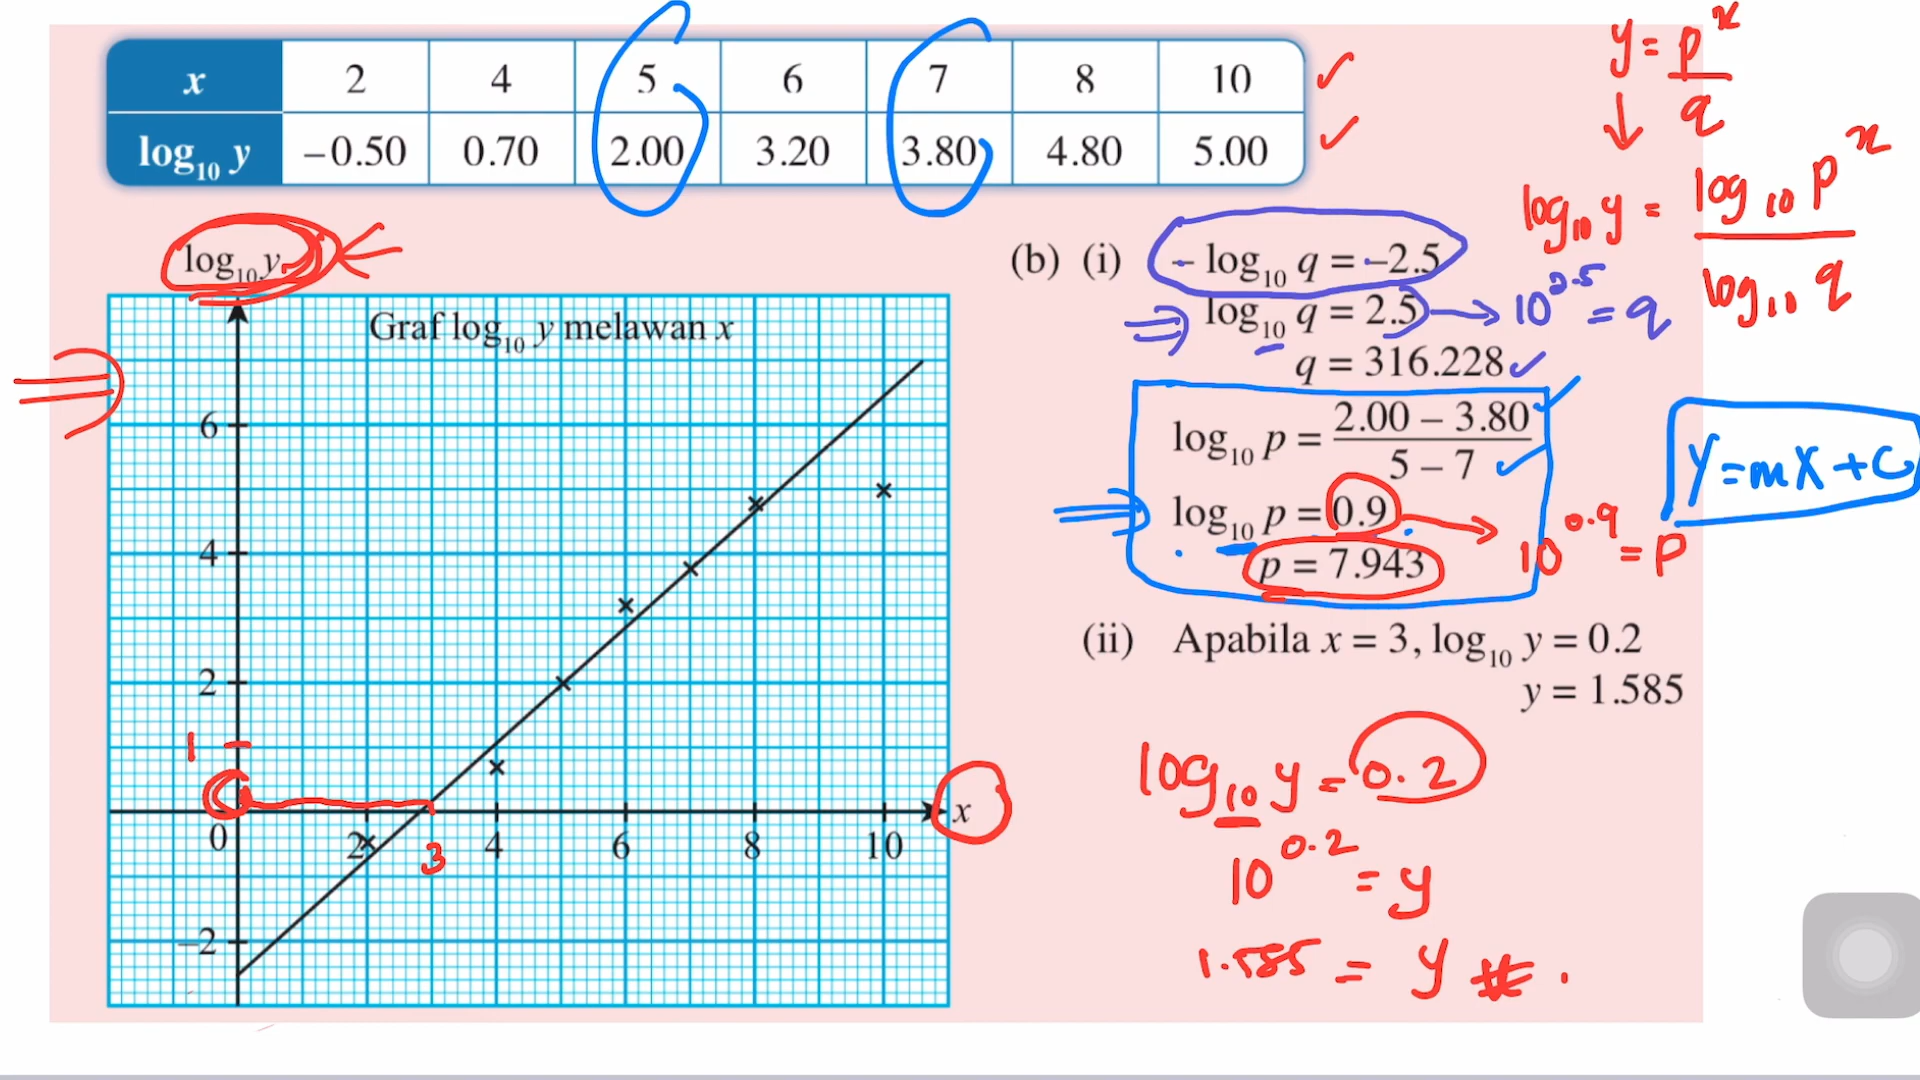 x 2 4 5 6 7 8 10
log₁₀ y −0.50 0.70 2.00 3.20 3.80 4.80 5.00
y = p^x / q
log₁₀ y = log₁₀ p^x / log₁₀ q
log₁₀ y
Graf log₁₀ y melawan x
6
4
2
1
0
2
3
4
6
8
10
x
−2
(b) (i) - log₁₀ q = −2.5
log₁₀ q = 2.5 → 10^2.5 = q
q = 316.228
log₁₀ p = 2.00 − 3.80 / 5 − 7
Y = mX + C
log₁₀ p = 0.9 → 10^0.9 = p
p = 7.943
(ii) Apabila x = 3, log₁₀ y = 0.2
y = 1.585
log₁₀ y = 0.2
10^0.2 = y
1.585 = y #.